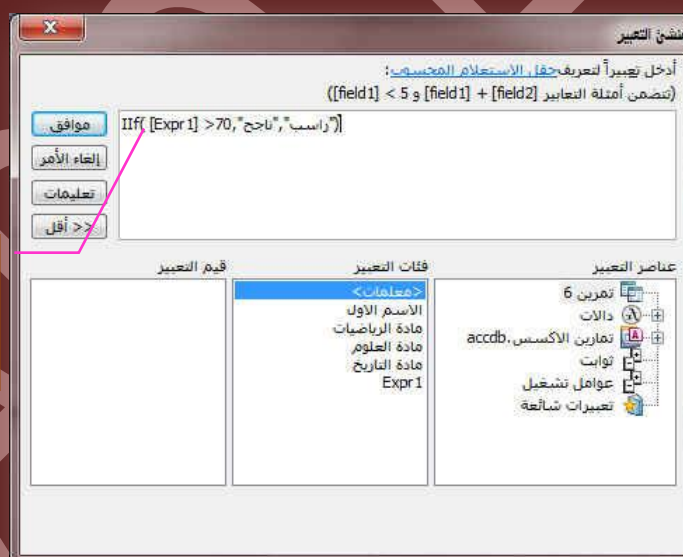 منشئ التعبير
أدخل تعبيراً لتعريف حقل الاستعلام المحسوب:
(تتضمن أمثلة التعابير [field1] + [field2] و [field1] < 5)
IIf( [Expr1] >70,"ناجح","راسب")
موافق
إلغاء الأمر
تعليمات
<< أقل
عناصر التعبير
تمرين 6
دالات
تمارين الاكسس.accdb
ثوابت
عوامل تشغيل
تعبيرات شائعة
فئات التعبير
<معلمات>
الاسم الاول
مادة الرياضيات
مادة العلوم
مادة التاريخ
Expr1
قيم التعبير